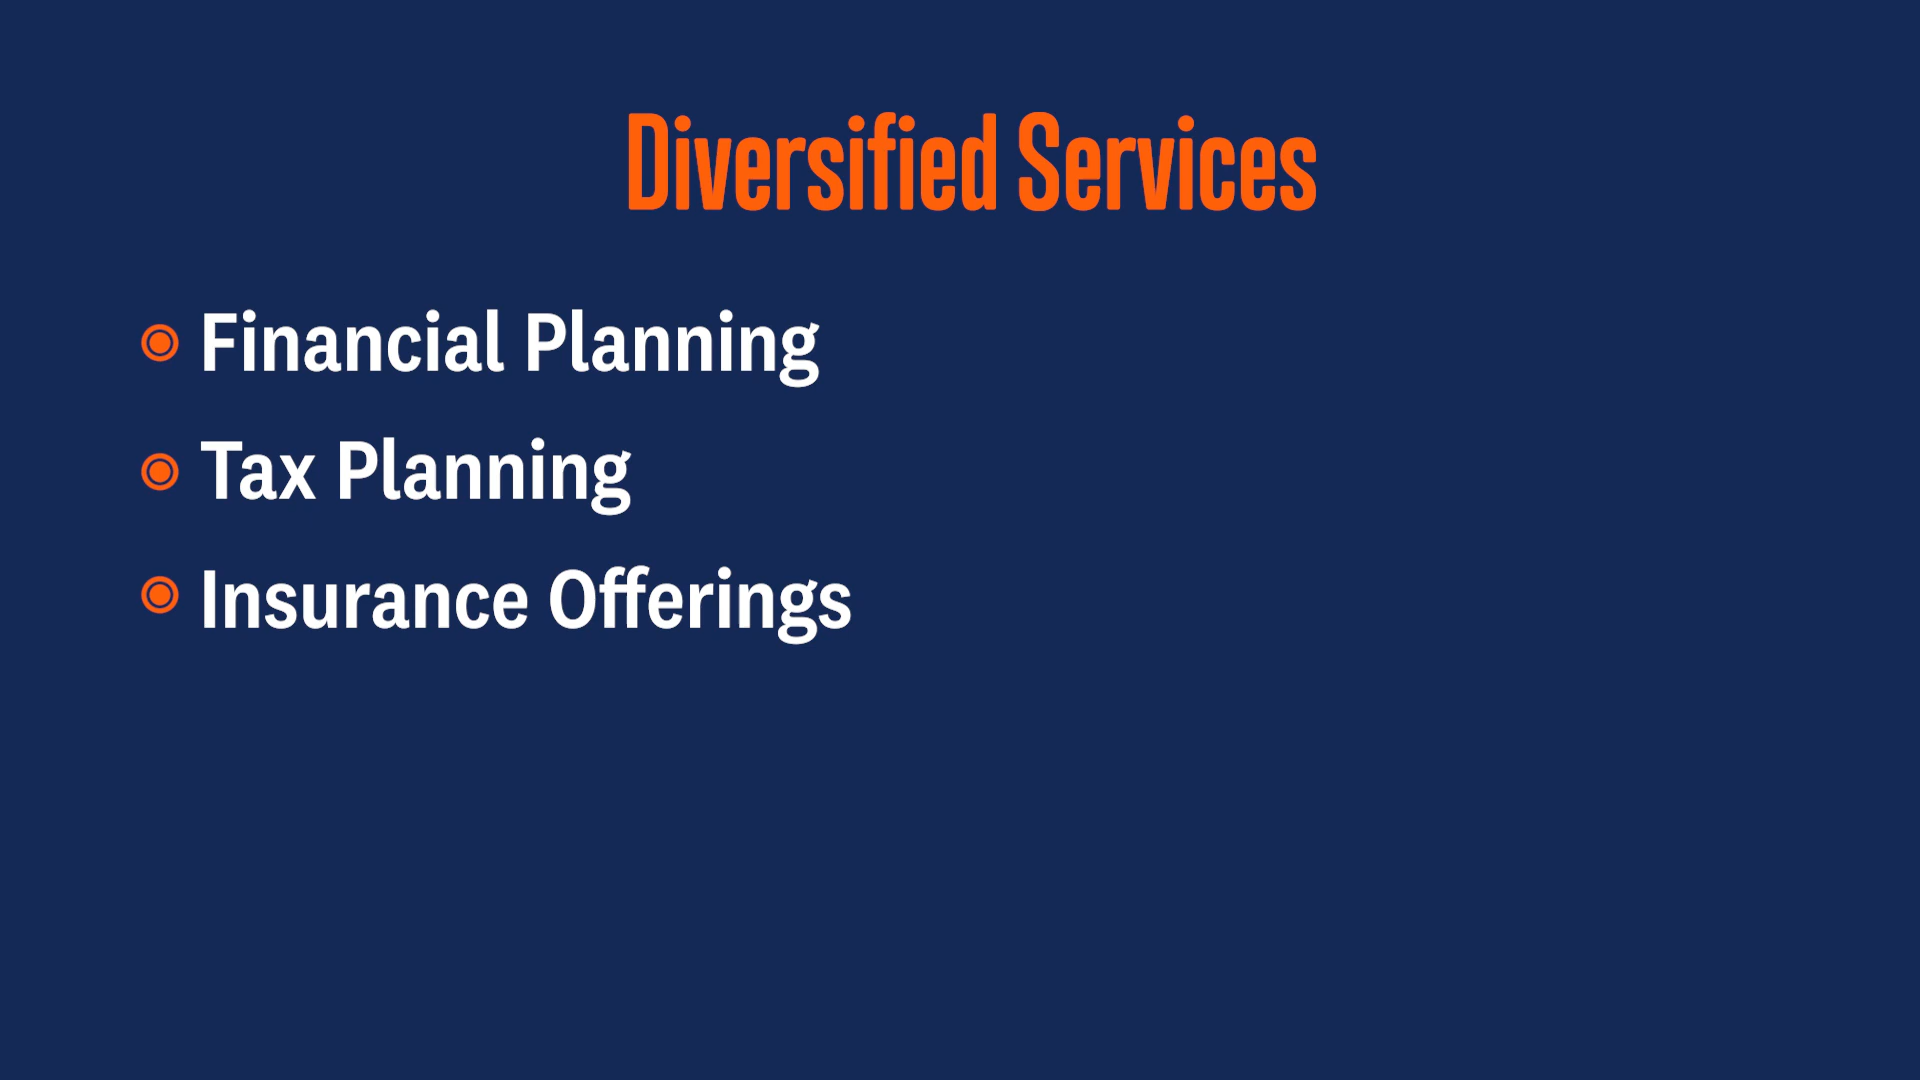 Diversified Services
Financial Planning
Tax Planning
Insurance Offerings